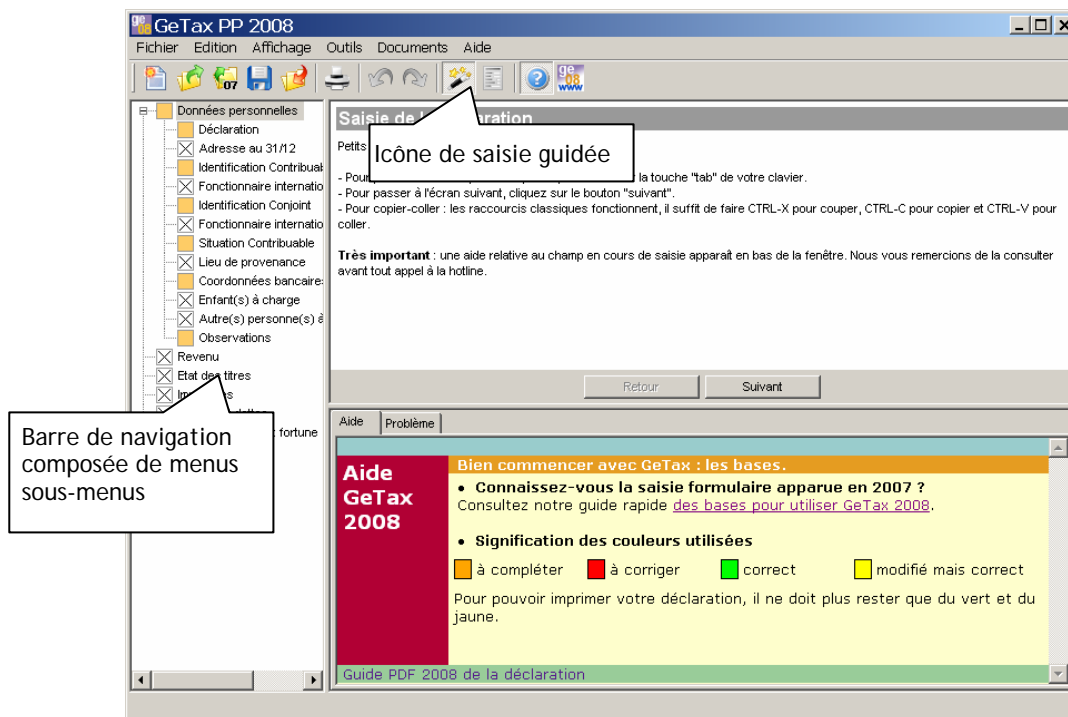 GeTax PP 2008
Fichier Edition Affichage Outils Documents Aide
Données personnelles
Déclaration
Adresse au 31/12
Identification Contribuab
Fonctionnaire internatio
Identification Conjoint
Fonctionnaire internatio
Situation Contribuable
Lieu de provenance
Coordonnées bancaire
Enfant(s) à charge
Autre(s) personne(s) à
Observations
Revenu
Etat des titres
fortune
Icône de saisie guidée
Barre de navigation
composée de menus
sous-menus
Saisie de
Petits
- Pour la touche "tab" de votre clavier.
- Pour passer à l'écran suivant, cliquez sur le bouton "suivant".
- Pour copier-coller : les raccourcis classiques fonctionnent, il suffit de faire CTRL-X pour couper, CTRL-C pour copier et CTRL-V pour
coller.
Très important : une aide relative au champ en cours de saisie apparaît en bas de la fenêtre. Nous vous remercions de la consulter
avant tout appel à la hotline.
Retour Suivant
Aide Problème
Aide
GeTax
2008
Bien commencer avec GeTax : les bases.
• Connaissez-vous la saisie formulaire apparue en 2007 ?
Consultez notre guide rapide des bases pour utiliser GeTax 2008.
• Signification des couleurs utilisées
à compléter à corriger correct modifié mais correct
Pour pouvoir imprimer votre déclaration, il ne doit plus rester que du vert et du
jaune.
Guide PDF 2008 de la déclaration